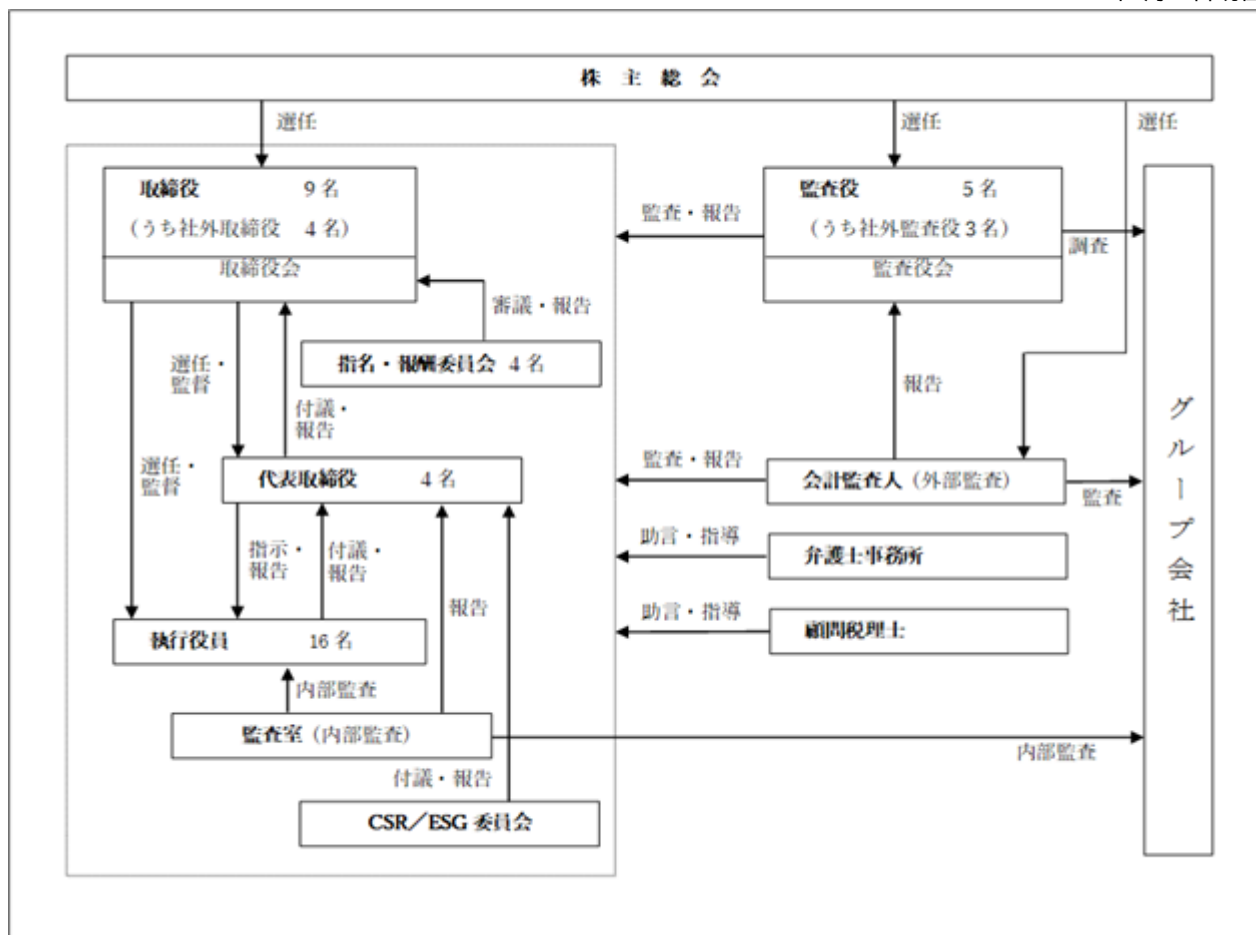 株 主 総 会
選任
選任
選任
取締役 9 名
(うち社外取締役 4 名)
取締役会
監査・報告
監査役 5 名
(うち社外監査役 3 名)
監査役会
調査
審議・報告
指名・報酬委員会 4 名
選任・
監督
付議・
報告
報告
選任・
監督
代表取締役 4 名
監査・報告
会計監査人 (外部監査)
監査
グループ会社
指示・
報告
付議・
報告
報告
助言・指導
弁護士事務所
助言・指導
顧問税理士
執行役員 16 名
内部監査
監査室 (内部監査)
内部監査
付議・報告
CSR/ESG 委員会